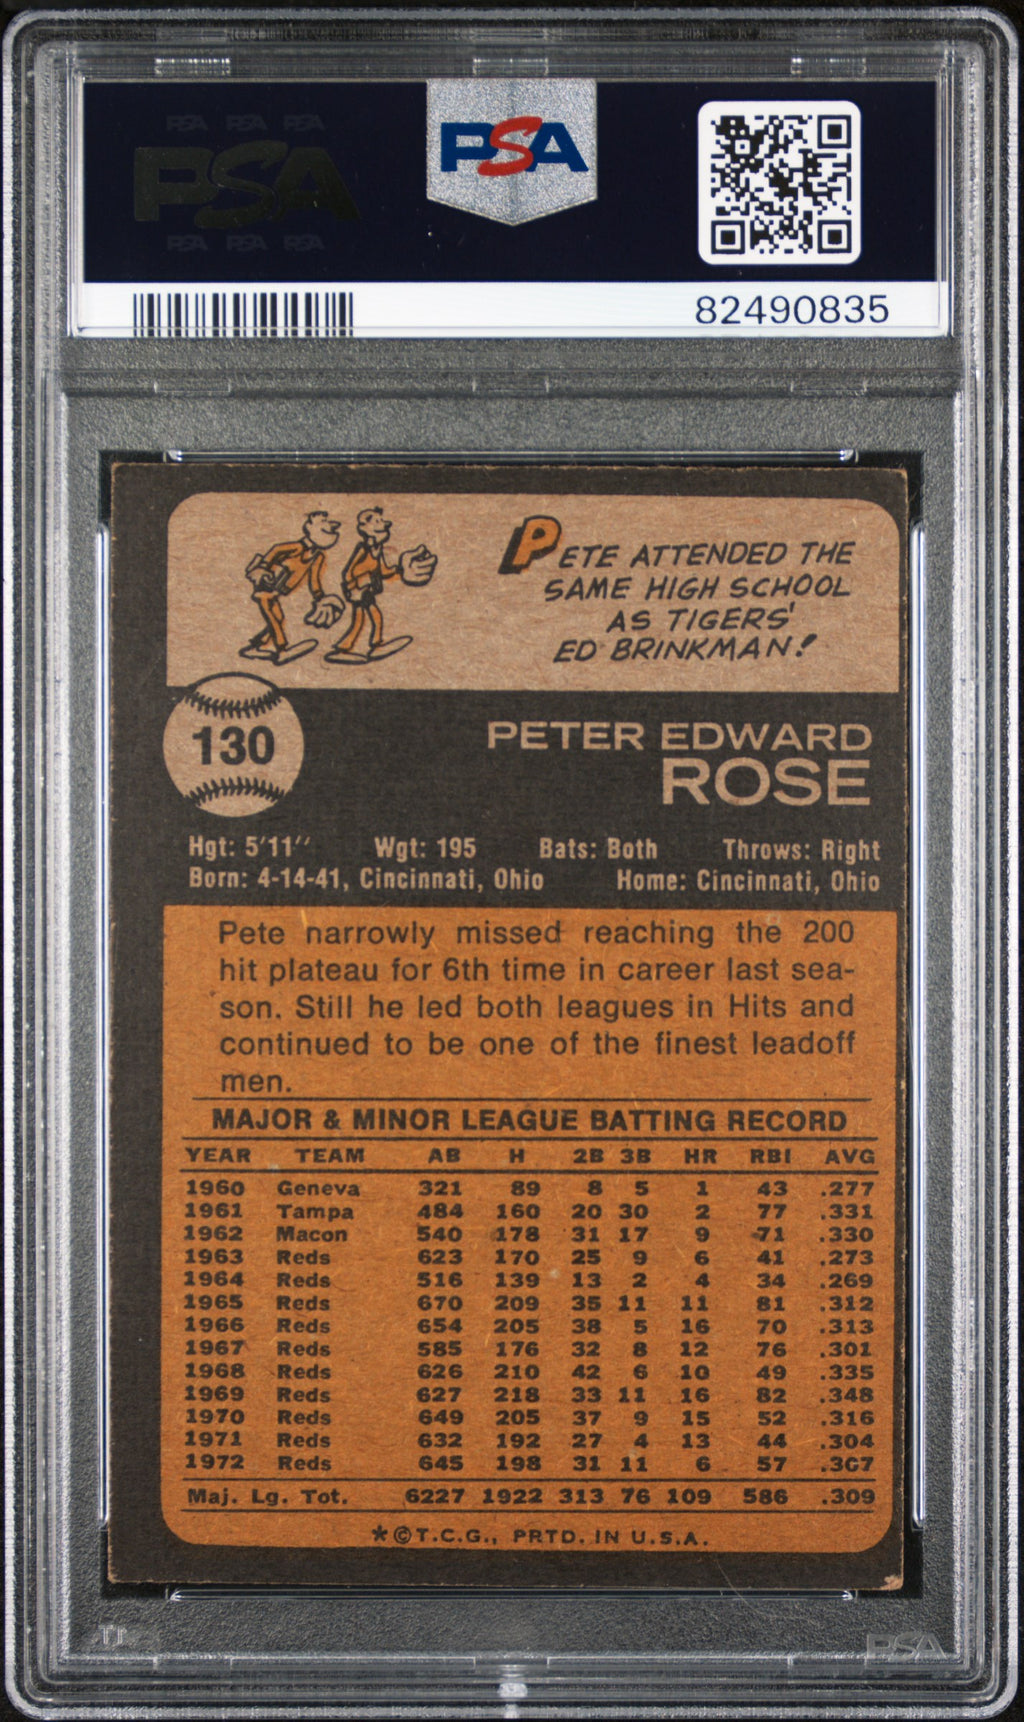 PSA PSA PSA
PSA
PSA PSA PSA
PSA
82490835
PETE ATTENDED THE
SAME HIGH SCHOOL
AS TIGERS'
ED BRINKMAN!
130
PETER EDWARD
ROSE
Hgt: 5'11" Wgt: 195 Bats: Both Throws: Right
Born: 4-14-41, Cincinnati, Ohio Home: Cincinnati, Ohio
Pete narrowly missed reaching the 200
hit plateau for 6th time in career last sea-
son. Still he led both leagues in Hits and
continued to be one of the finest leadoff
men.
MAJOR & MINOR LEAGUE BATTING RECORD
YEAR TEAM AB H 2B 3B HR RBI AVG
1960 Geneva 321 89 8 5 1 43 .277
1961 Tampa 484 160 20 30 2 77 .331
1962 Macon 540 178 31 17 9 71 .330
1963 Reds 623 170 25 9 6 41 .273
1964 Reds 516 139 13 2 4 34 .269
1965 Reds 670 209 35 11 11 81 .312
1966 Reds 654 205 38 5 16 70 .313
1967 Reds 585 176 32 8 12 76 .301
1968 Reds 626 210 42 6 10 49 .335
1969 Reds 627 218 33 11 16 82 .348
1970 Reds 649 205 37 9 15 52 .316
1971 Reds 632 192 27 4 13 44 .304
1972 Reds 645 198 31 11 6 57 .307
Maj. Lg. Tot. 6227 1922 313 76 109 586 .309
*©T.C.G., PRTD. IN U.S.A.
PSA